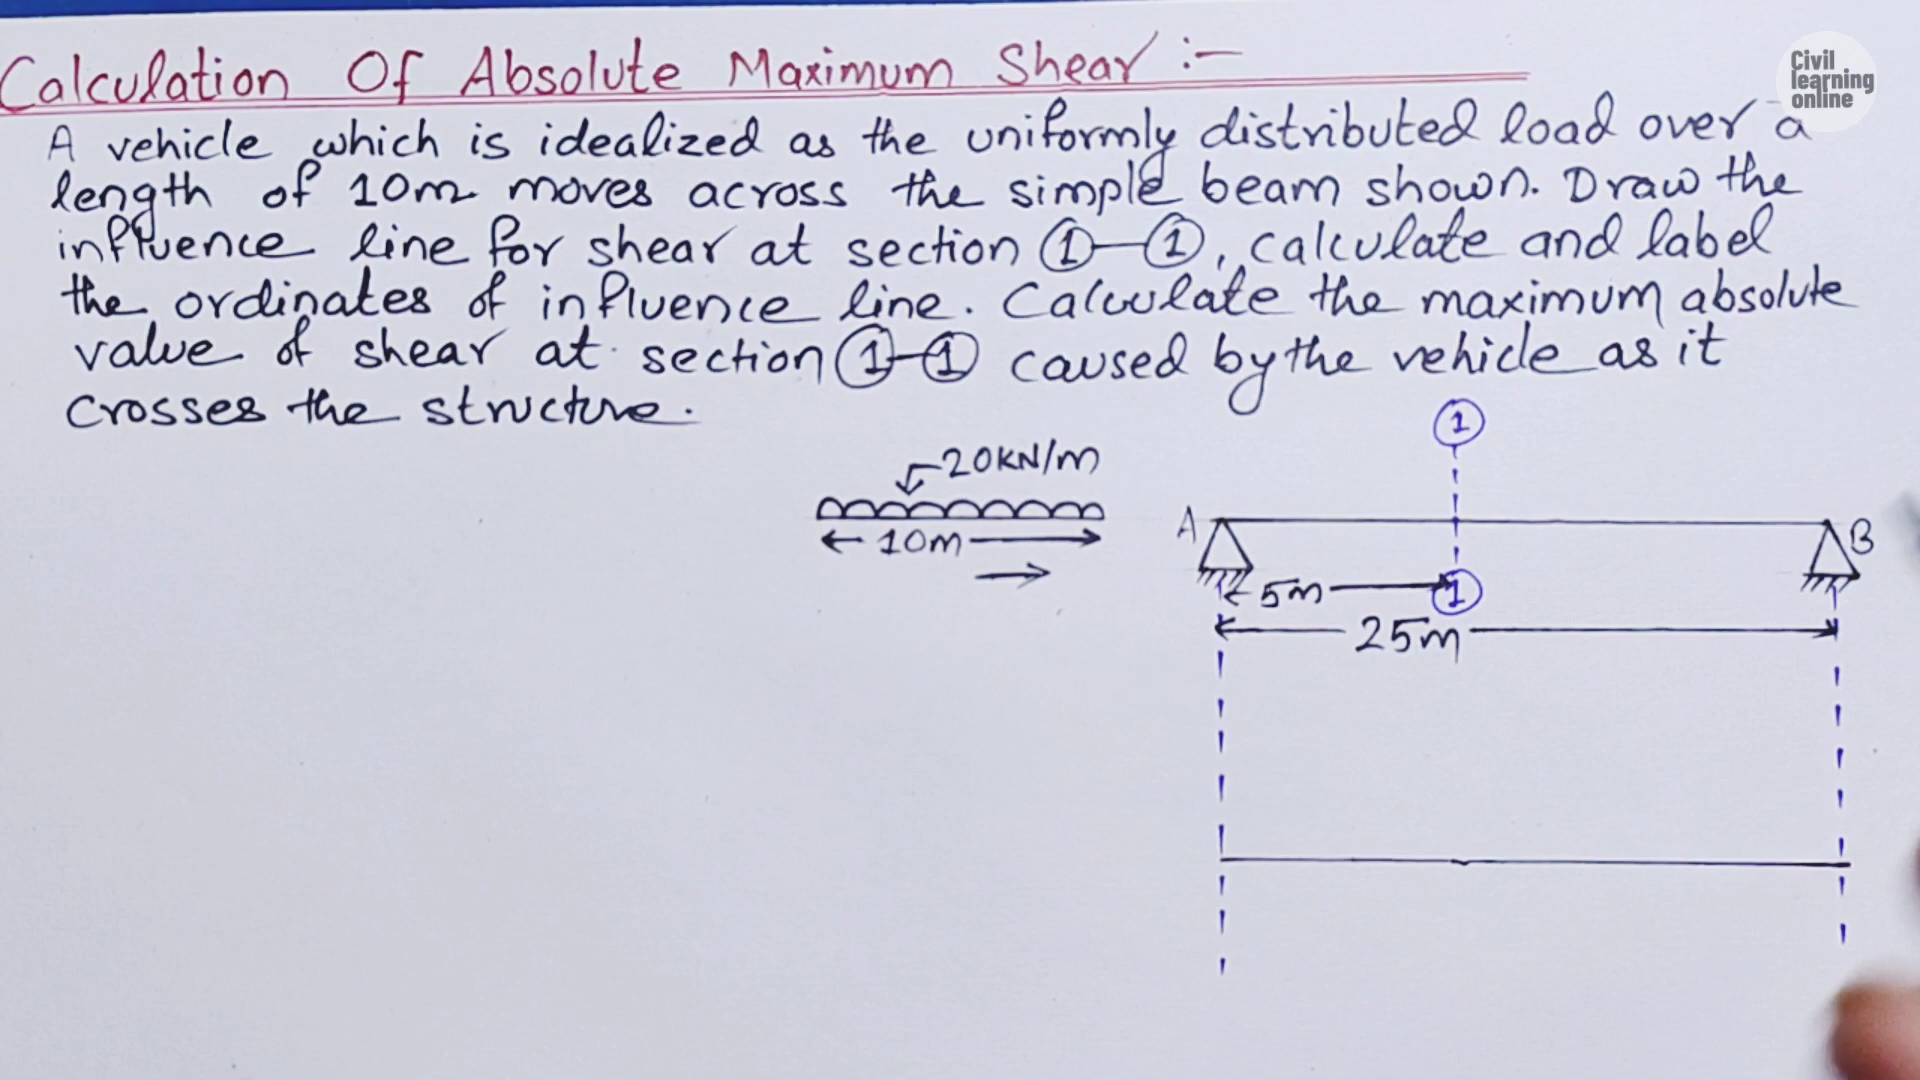 Calculation Of Absolute Maximum Shear :-
Civil
learning
online
A vehicle which is idealized as the uniformly distributed load over a
length of 10m moves across the simple beam shown. Draw the
influence line for shear at section ①—①, calculate and label
the ordinates of influence line. Calculate the maximum absolute
value of shear at section ①-① caused by the vehicle as it
crosses the structure.
①
20KN/m
A
B
10m
5m
①
25m